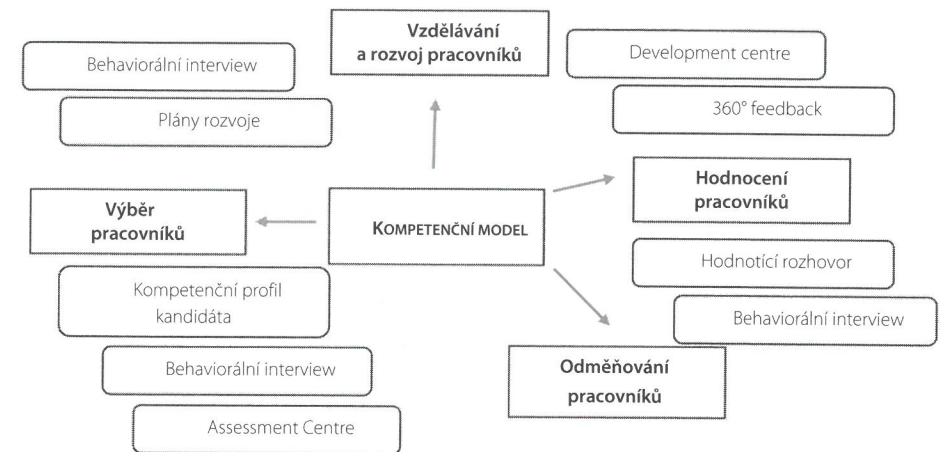 Vzdělávání
a rozvoj pracovníků
Behaviorální interview
Plány rozvoje
Development centre
360° feedback
Výběr
pracovníků
KOMPETENČNÍ MODEL
Hodnocení
pracovníků
Kompetenční profil
kandidáta
Behaviorální interview
Assessment Centre
Hodnotící rozhovor
Behaviorální interview
Odměňování
pracovníků